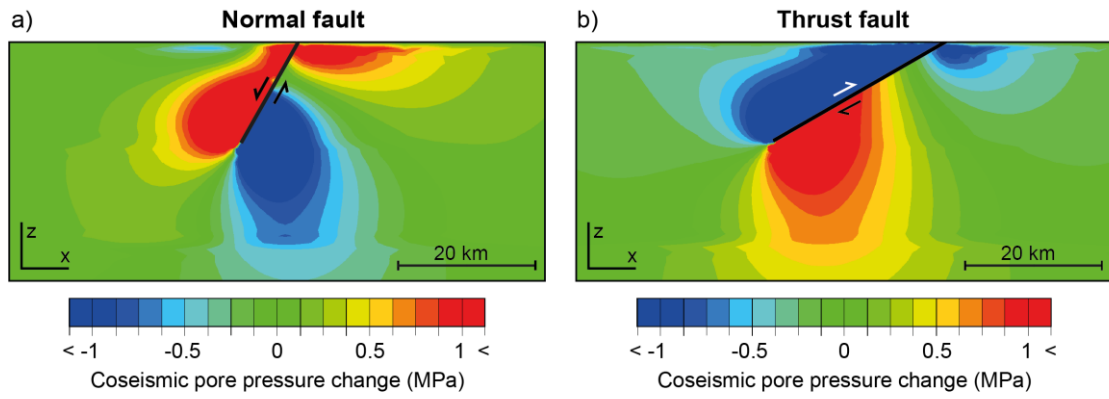 a) Normal fault
b) Thrust fault
z
x
20 km
z
x
20 km
< -1 -0.5 0 0.5 1 <
Coseismic pore pressure change (MPa)
< -1 -0.5 0 0.5 1 <
Coseismic pore pressure change (MPa)